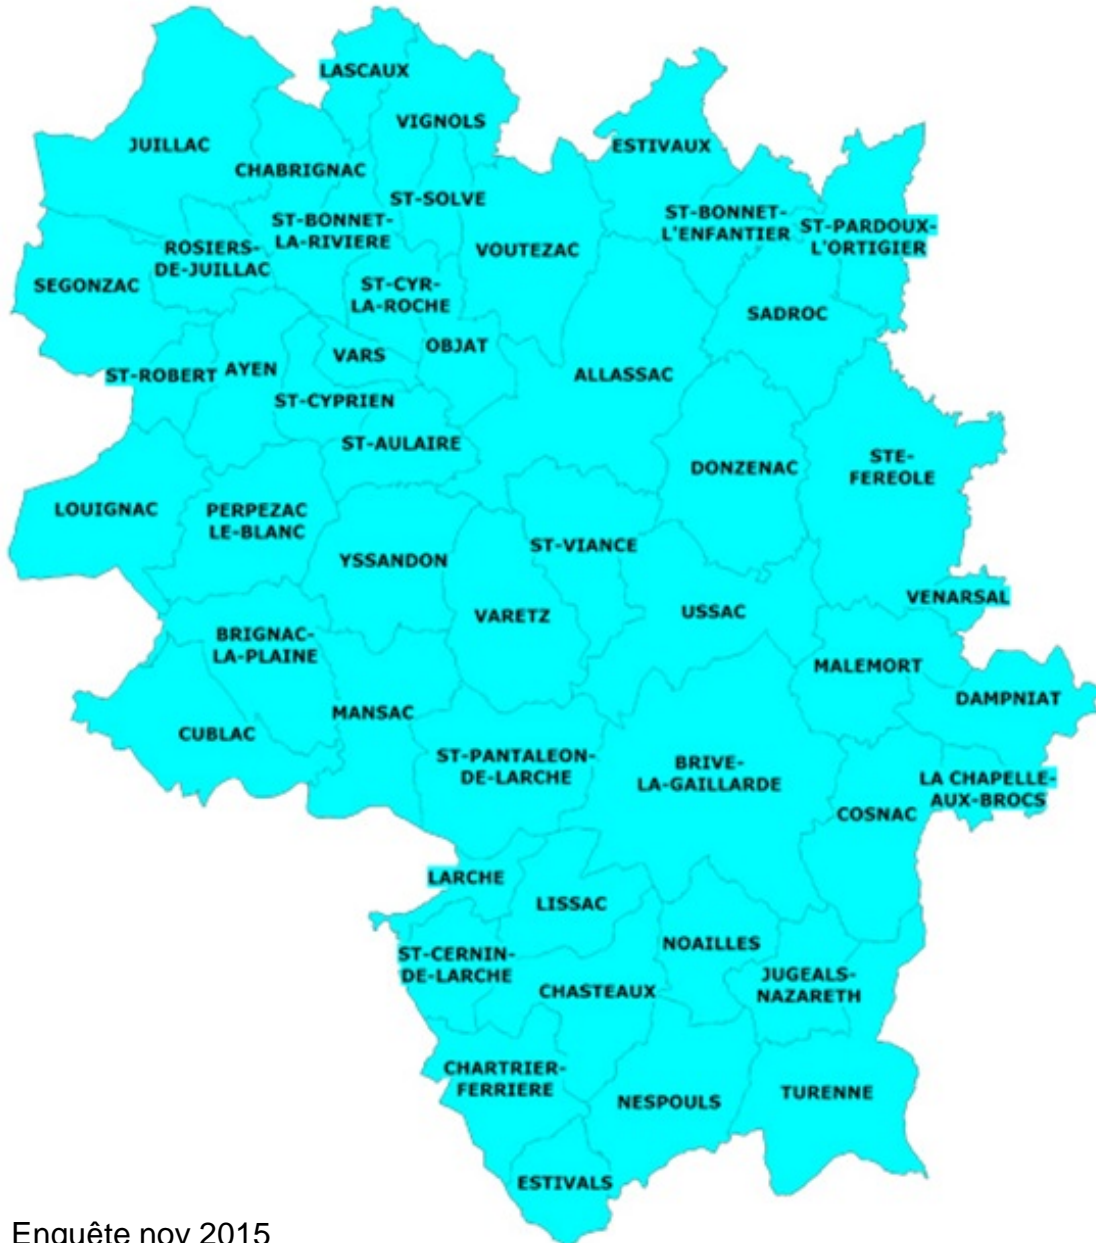 LASCAUX
VIGNOLS
JUILLAC
ESTIVAUX
CHABRIGNAC
ST-SOLVE
ST-BONNET-
LA-RIVIERE
ST-BONNET-
L'ENFANTIER
ST-PARDOUX-
L'ORTIGIER
ROSIERS-
DE-JUILLAC
VOUTEZAC
SEGONZAC
ST-CYR-
LA-ROCHE
SADROC
OBJAT
VARS
ST-ROBERT
AYEN
ALLASSAC
ST-CYPRIEN
ST-AULAIRE
DONZENAC
STE-
FEREOLE
LOUIGNAC
PERPEZAC
LE-BLANC
ST-VIANCE
YSSANDON
VENARSAL
VARETZ
USSAC
BRIGNAC-
LA-PLAINE
MALEMORT
DAMPNIAT
MANSAC
CUBLAC
ST-PANTALEON-
DE-LARCHE
BRIVE-
LA-GAILLARDE
LA CHAPELLE-
AUX-BROCS
COSNAC
LARCHE
LISSAC
NOAILLES
ST-CERNIN-
DE-LARCHE
JUGEALS-
NAZARETH
CHASTEAUX
CHARTRIER-
FERRIERE
TURENNE
NESPOULS
ESTIVALS
Enquête nov 2015